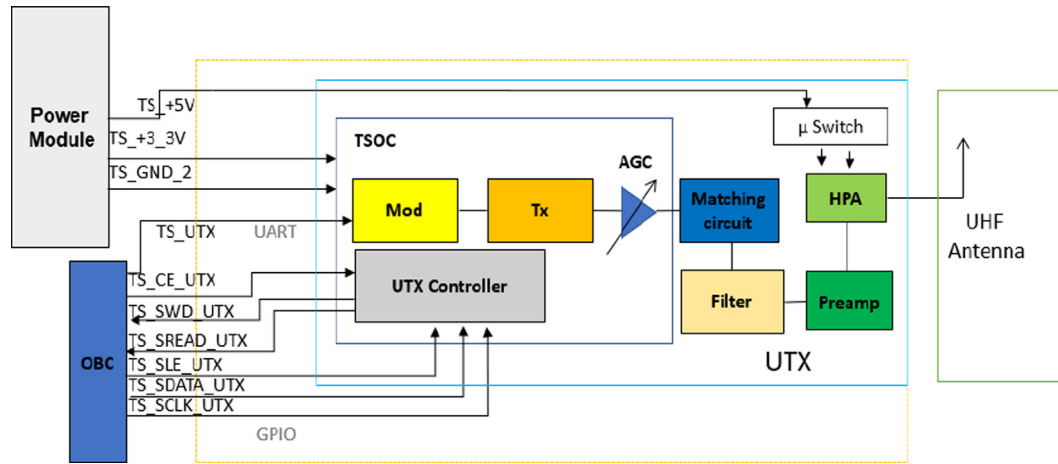 Power
Module
TS_+5V
TS_+3_3V
TS_GND_2
TS_UTX
UART
OBC
TS_CE_UTX
TS_SWD_UTX
TS_SREAD_UTX
TS_SLE_UTX
TS_SDATA_UTX
TS_SCLK_UTX
GPIO
TSOC
AGC
Mod
Tx
UTX Controller
Matching
circuit
Filter
Preamp
μ Switch
HPA
UTX
UHF
Antenna